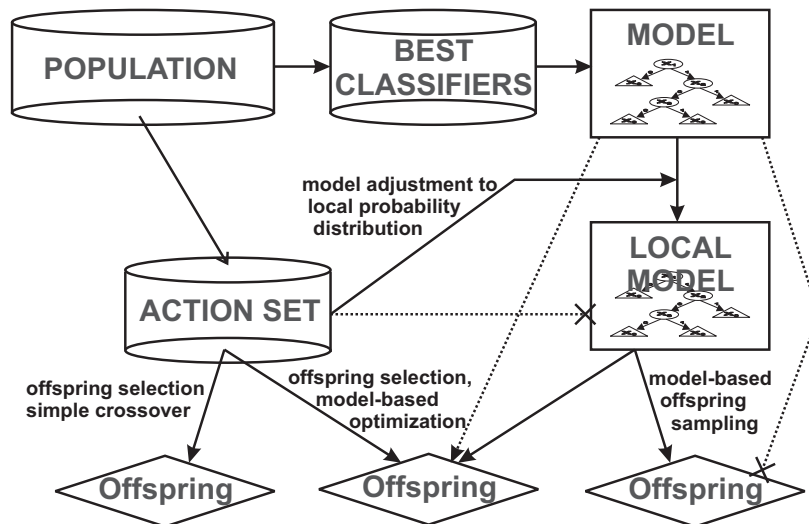 POPULATION
BEST
CLASSIFIERS
MODEL
model adjustment to
local probability
distribution
LOCAL
MODEL
ACTION SET
offspring selection
simple crossover
offspring selection,
model-based
optimization
model-based
offspring
sampling
Offspring
Offspring
Offspring